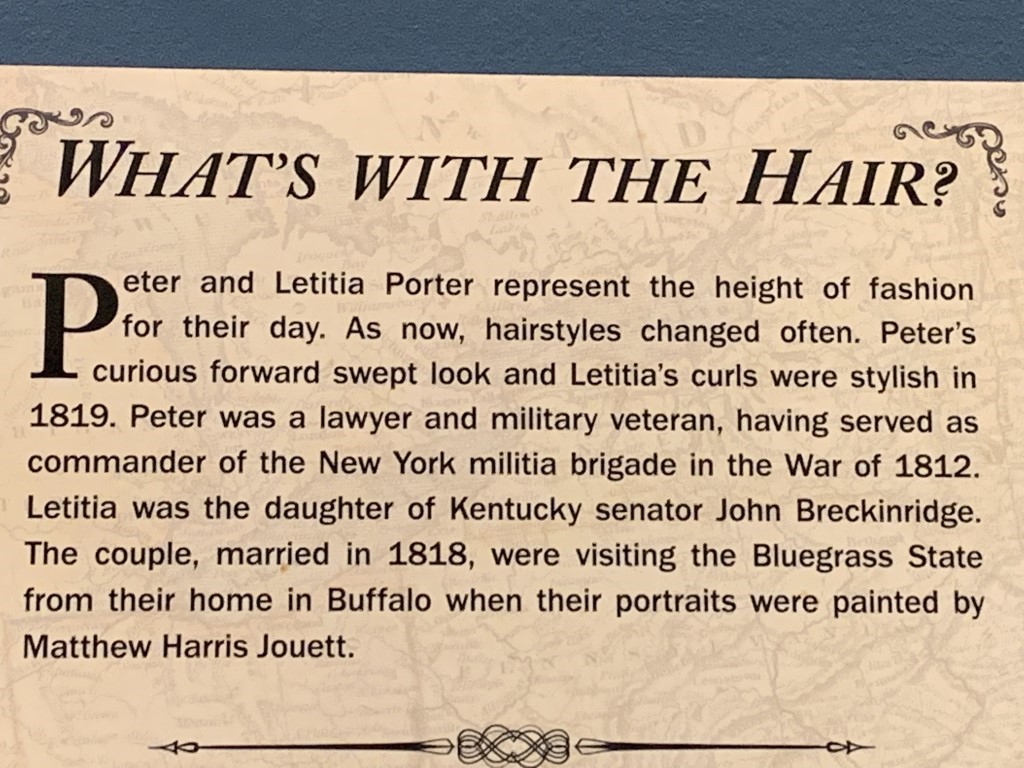 WHAT'S WITH THE HAIR?
Peter and Letitia Porter represent the height of fashion
for their day. As now, hairstyles changed often. Peter's
curious forward swept look and Letitia's curls were stylish in
1819. Peter was a lawyer and military veteran, having served as
commander of the New York militia brigade in the War of 1812.
Letitia was the daughter of Kentucky senator John Breckinridge.
The couple, married in 1818, were visiting the Bluegrass State
from their home in Buffalo when their portraits were painted by
Matthew Harris Jouett.